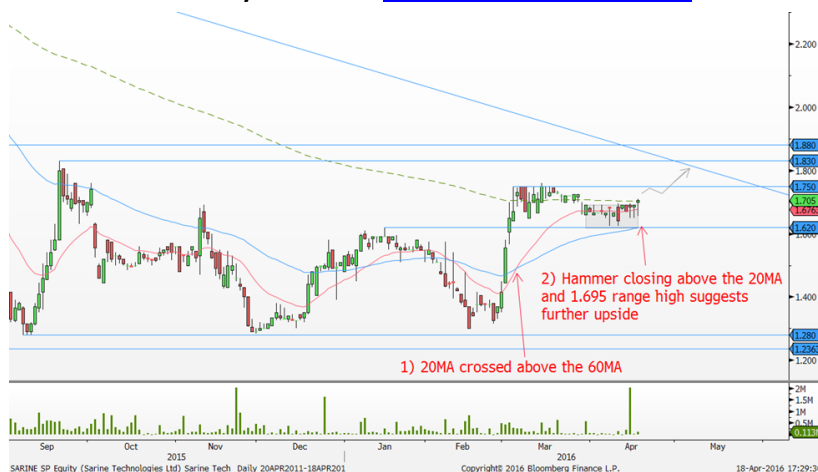 2.200
2.000
1.880
1.830
1.800
1.750
1.705
1.676
1.620
1.600
1.400
1.280
1.236
1.200
2) Hammer closing above the 20MA
and 1.695 range high suggests
further upside
1) 20MA crossed above the 60MA
2M
1.5M
1M
0.5M
0.113M
Sep Oct Nov Dec Jan Feb Mar Apr May
2015 2016
SARINE SP Equity (Sarine Technologies Ltd) Sarine Tech Daily 20APR2011-18APR201 Copyright© 2016 Bloomberg Finance L.P. 18-Apr-2016 17:29:3